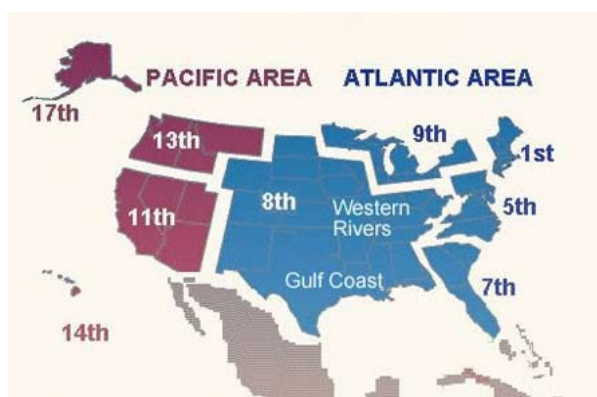 PACIFIC AREA
ATLANTIC AREA
17th
13th
9th
1st
11th
8th
Western
Rivers
5th
Gulf Coast
7th
14th